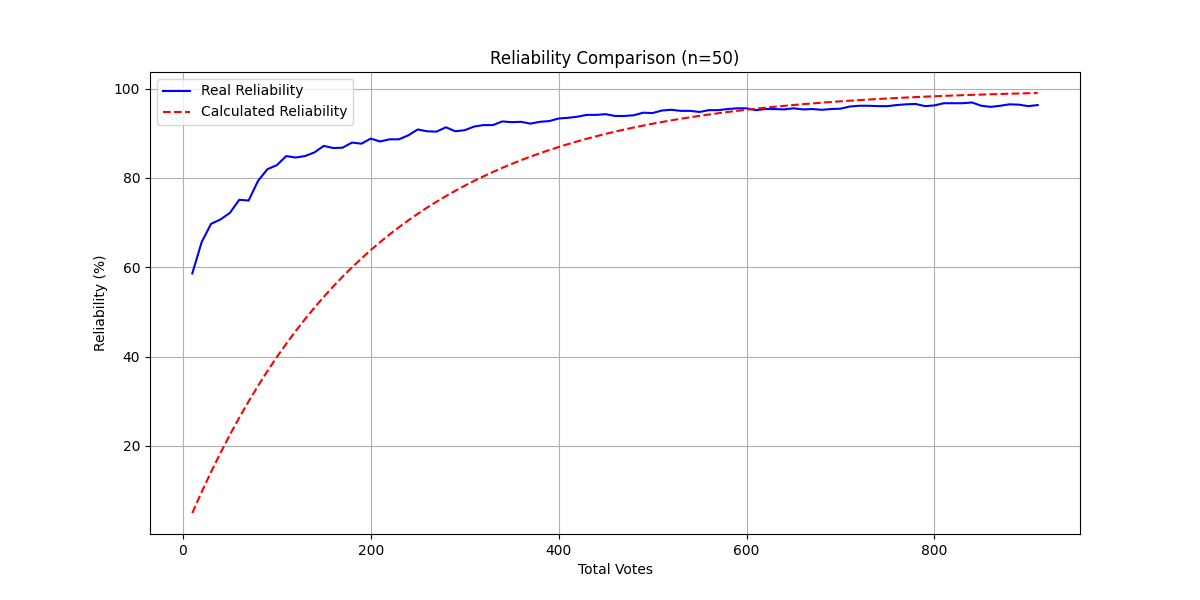 Reliability Comparison (n=50)
Real Reliability
Calculated Reliability
Reliability (%)
100
80
60
40
20
0
200
400
600
800
Total Votes